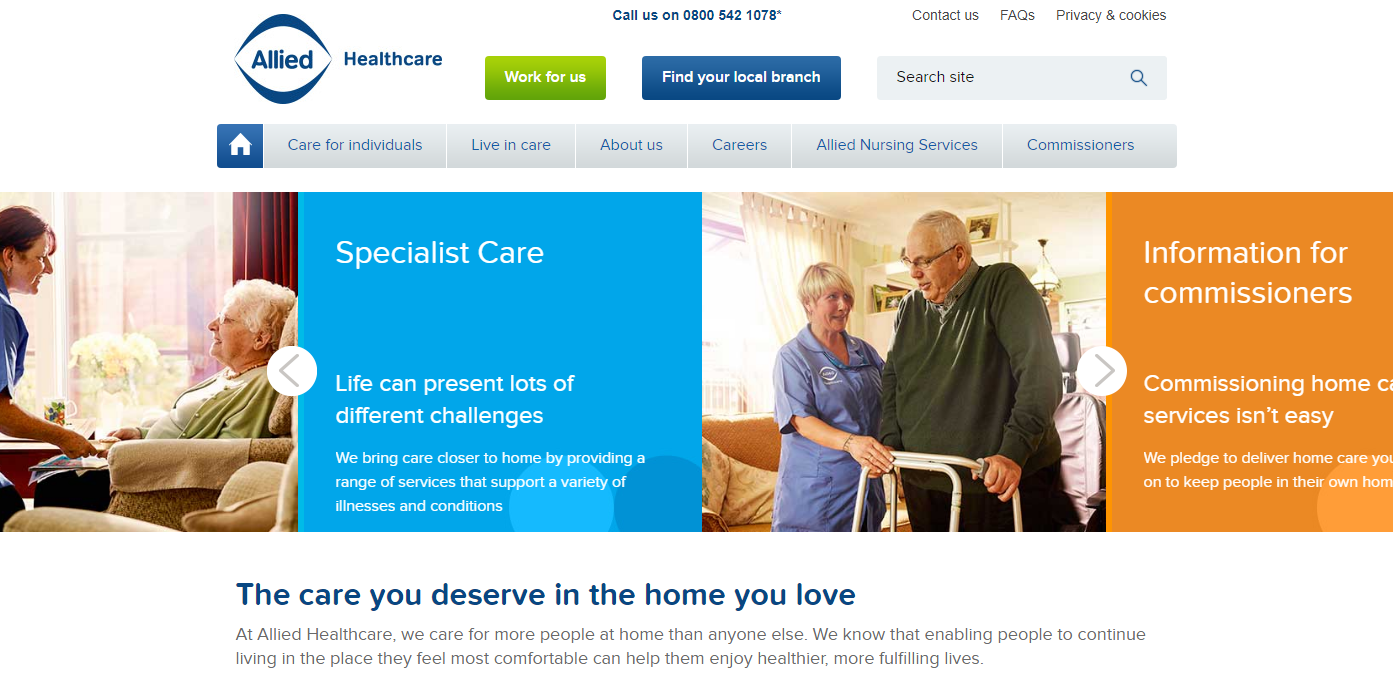 Call us on 0800 542 1078*
Contact us
FAQs
Privacy & cookies
Allied Healthcare
Work for us
Find your local branch
Search site
Care for individuals
Live in care
About us
Careers
Allied Nursing Services
Commissioners
Specialist Care
Life can present lots of
different challenges
We bring care closer to home by providing a
range of services that support a variety of
illnesses and conditions
Allied
Information for
commissioners
Commissioning home ca
services isn't easy
We pledge to deliver home care you
on to keep people in their own hom
The care you deserve in the home you love
At Allied Healthcare, we care for more people at home than anyone else. We know that enabling people to continue
living in the place they feel most comfortable can help them enjoy healthier, more fulfilling lives.